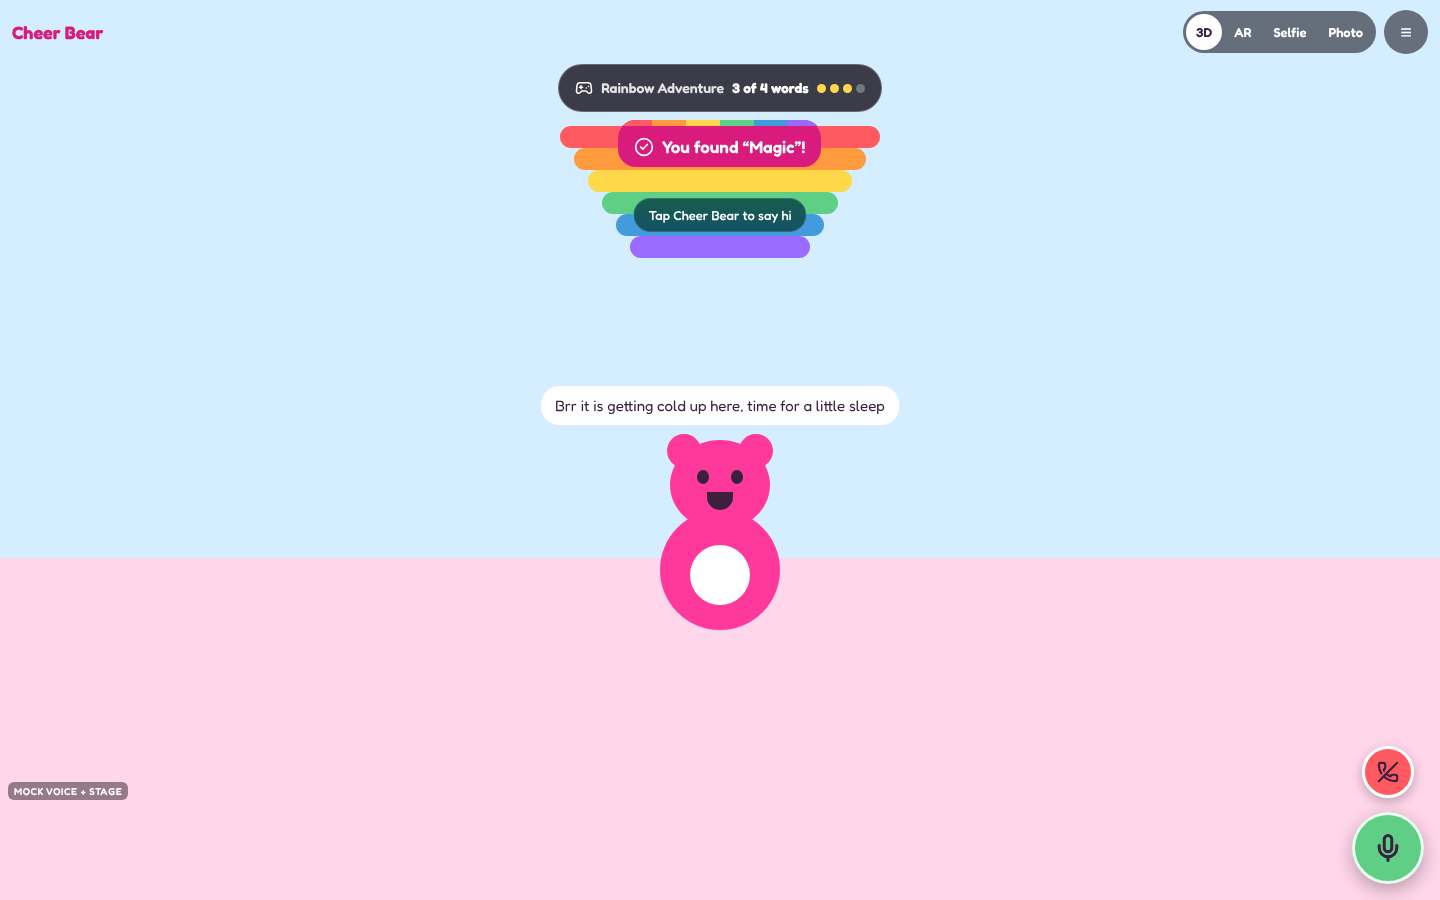 Cheer Bear
3D AR Selfie Photo
Rainbow Adventure 3 of 4 words
You found “Magic”!
Tap Cheer Bear to say hi
Brr it is getting cold up here, time for a little sleep
MOCK VOICE + STAGE